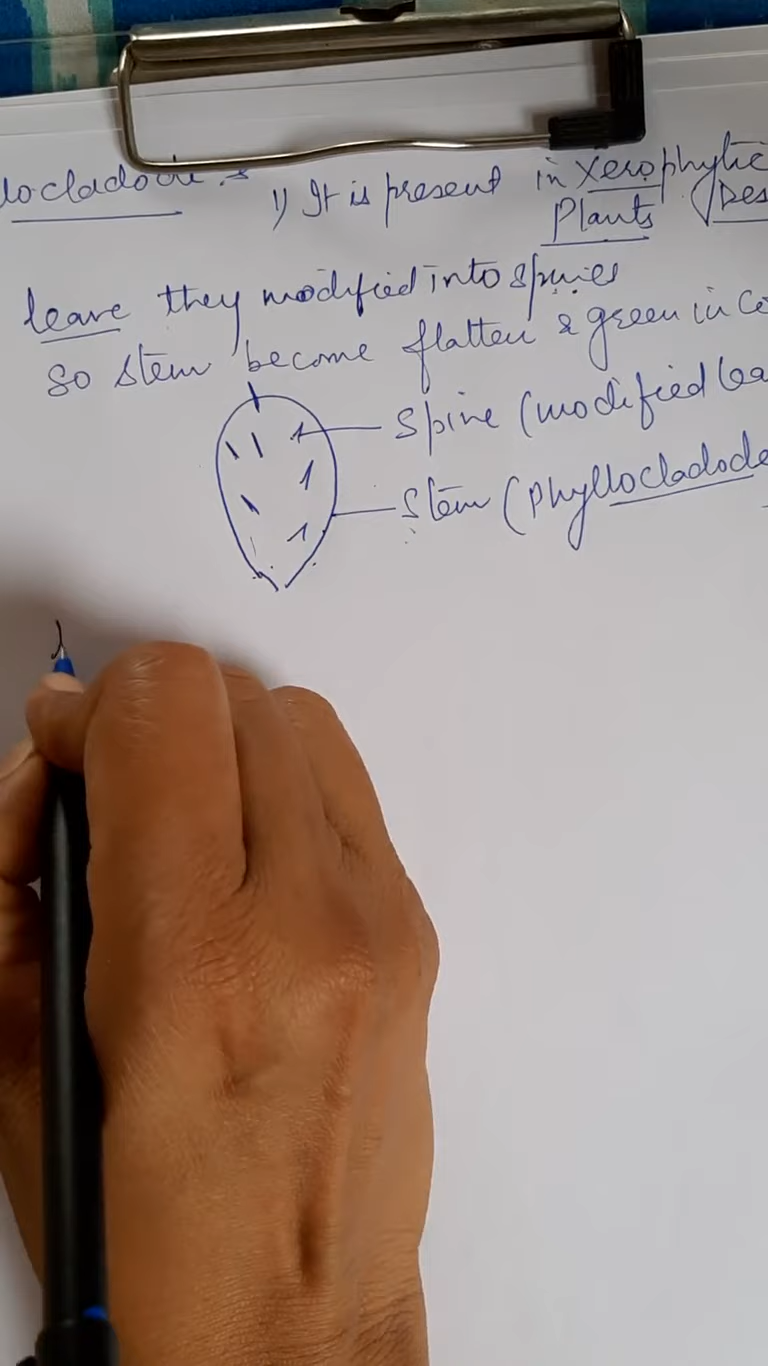 locladode :-
1) It is present in Xerophytic
Plants (Des
leave they modified into spines
so stem become flatten & green in Co
Spine (modified lea
Stem (phyllocladode